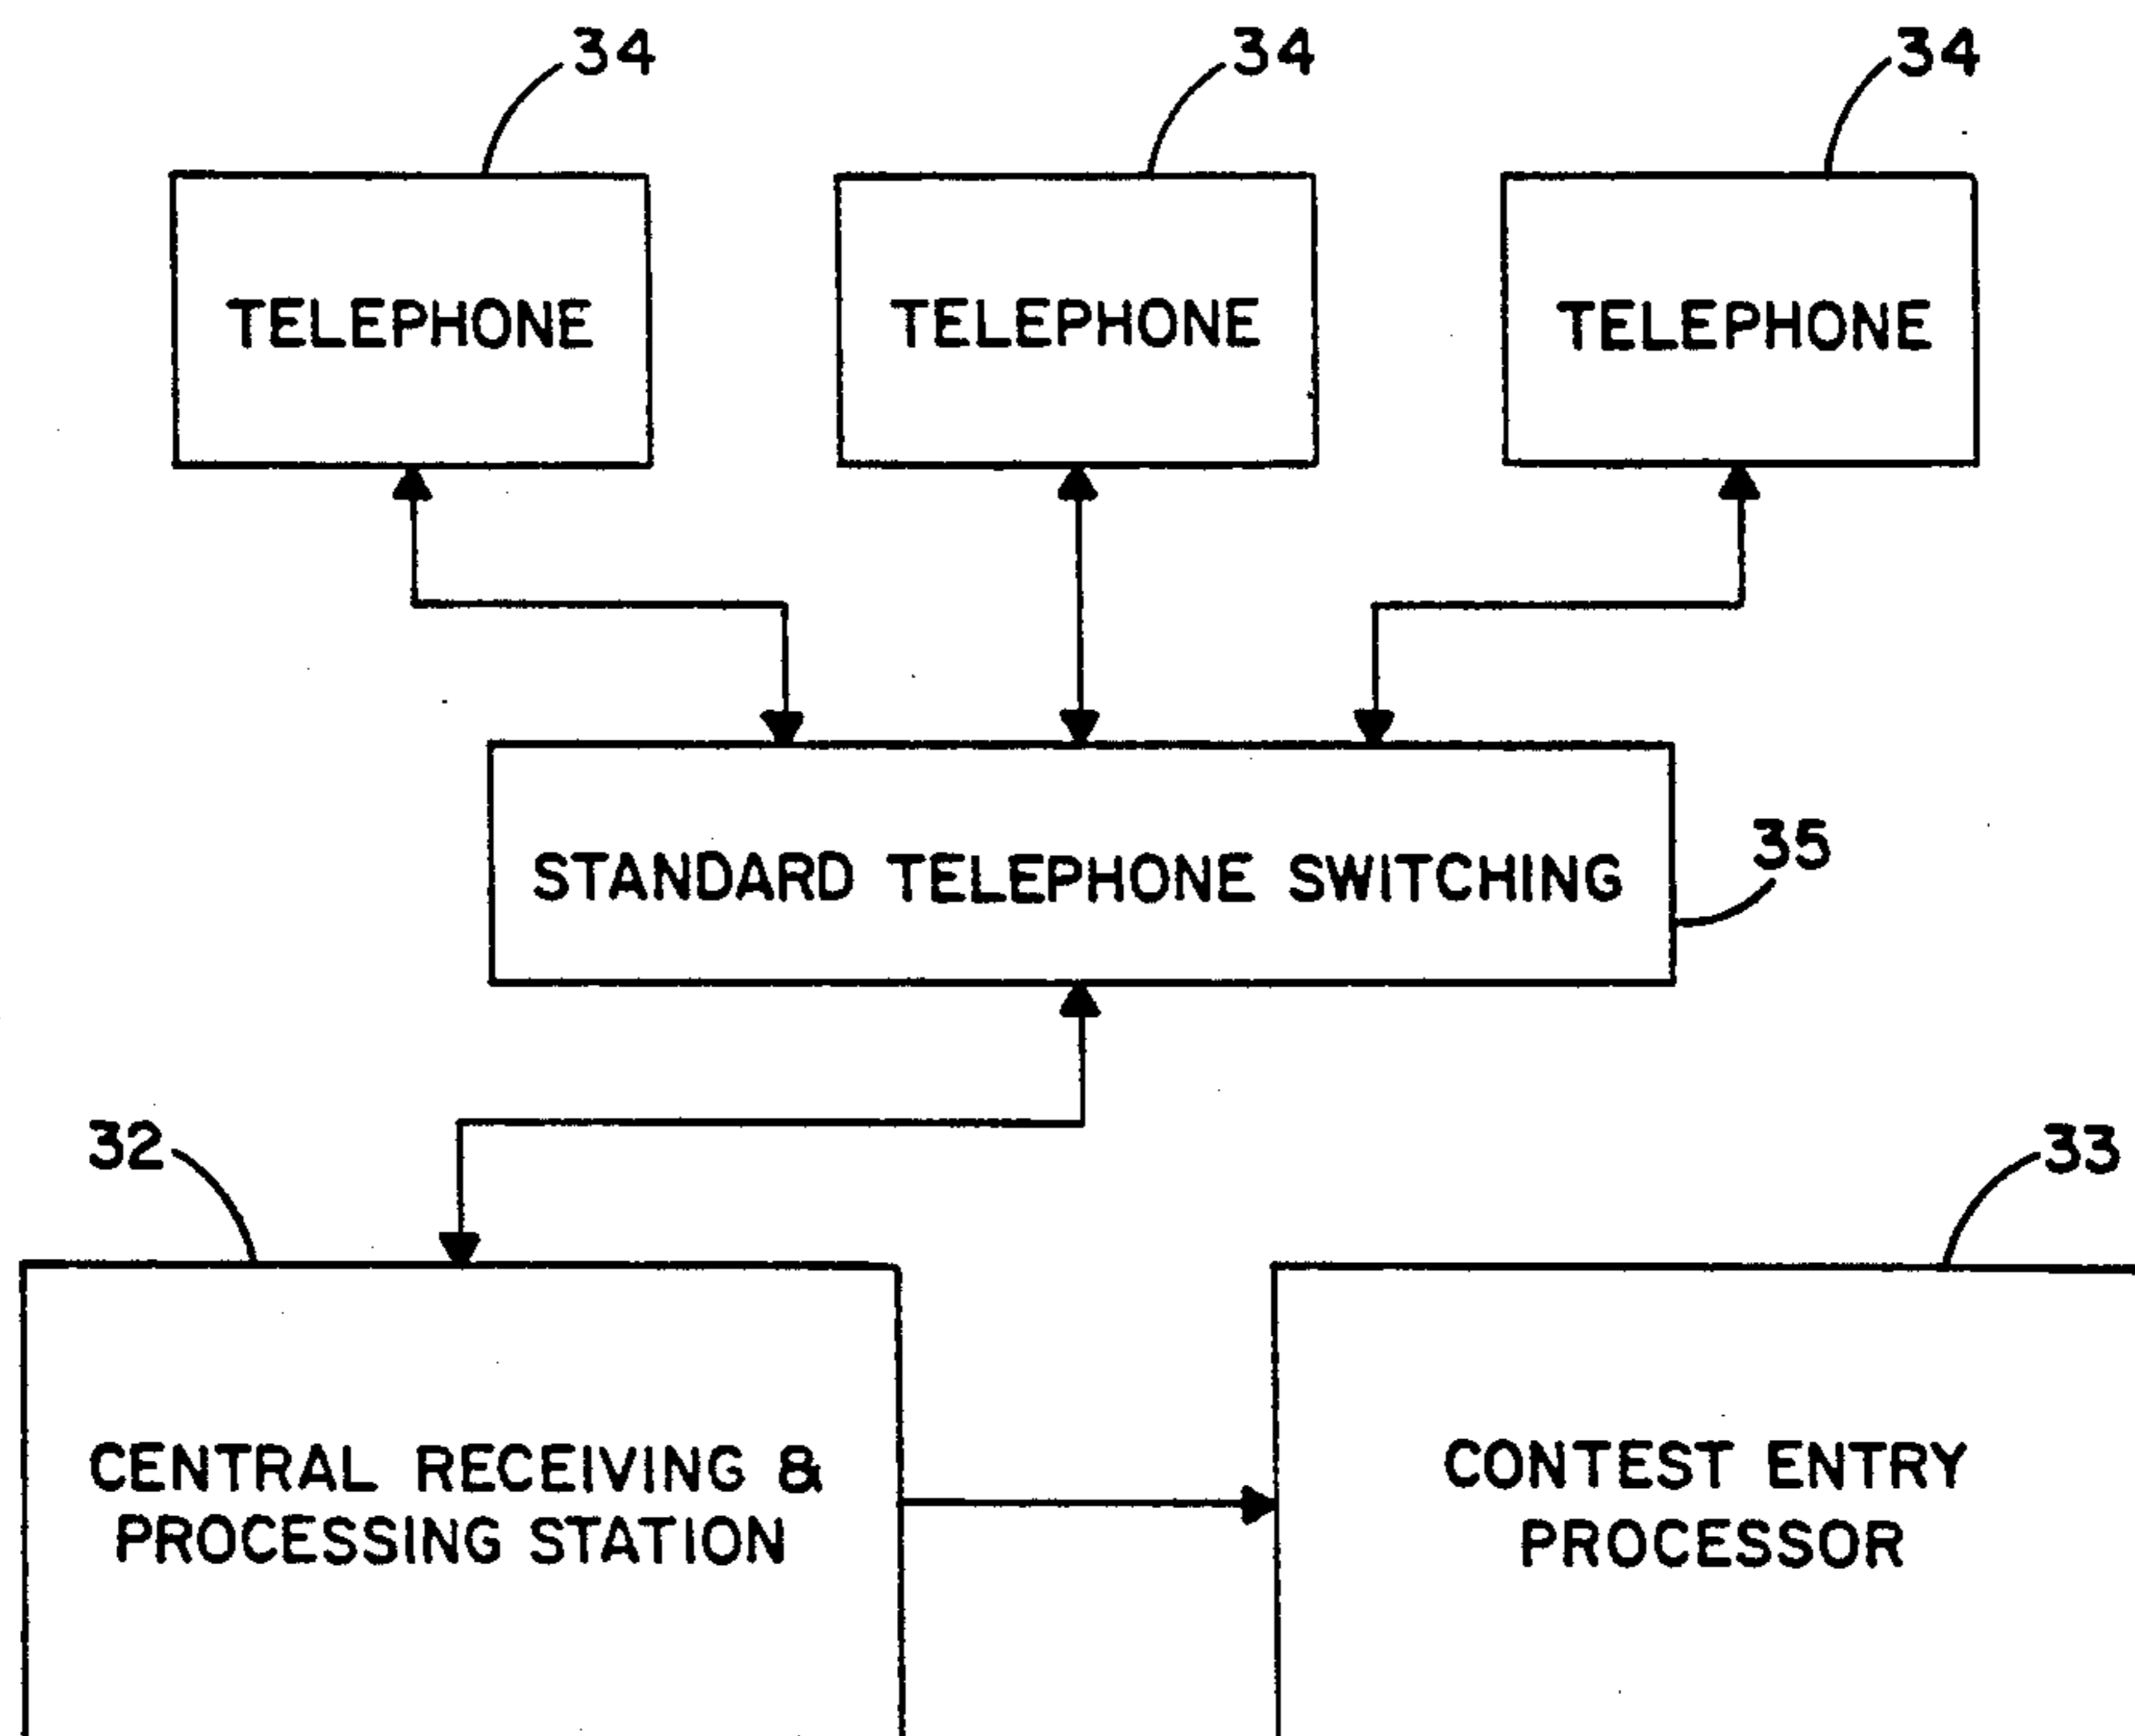 34
34
34
TELEPHONE
TELEPHONE
TELEPHONE
STANDARD TELEPHONE SWITCHING
35
32
33
CENTRAL RECEIVING &
PROCESSING STATION
CONTEST ENTRY
PROCESSOR